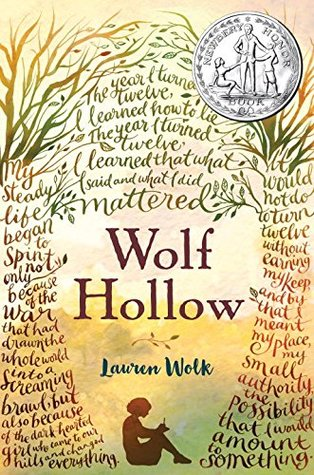 The year I turned
twelve,
I learned how to lie.
The year I turned
twelve
I learned that what
I said and what I did
mattered.
NEWBERY HONOR
BOOK
My
steady
life
began
to
Spin, not
only
because
of the
war
that had
drawn the
whole world
into a
screaming
brawl, but
also because
of the dark-hearted
girl who came to our
hills and changed
everything.
Wolf
Hollow
Lauren Wolk
It would
not do
to turn
twelve
without
earning
my keep,
and by
that I
meant
my place,
my
small
authority,
the
possibility
that I would
amount
to
something.